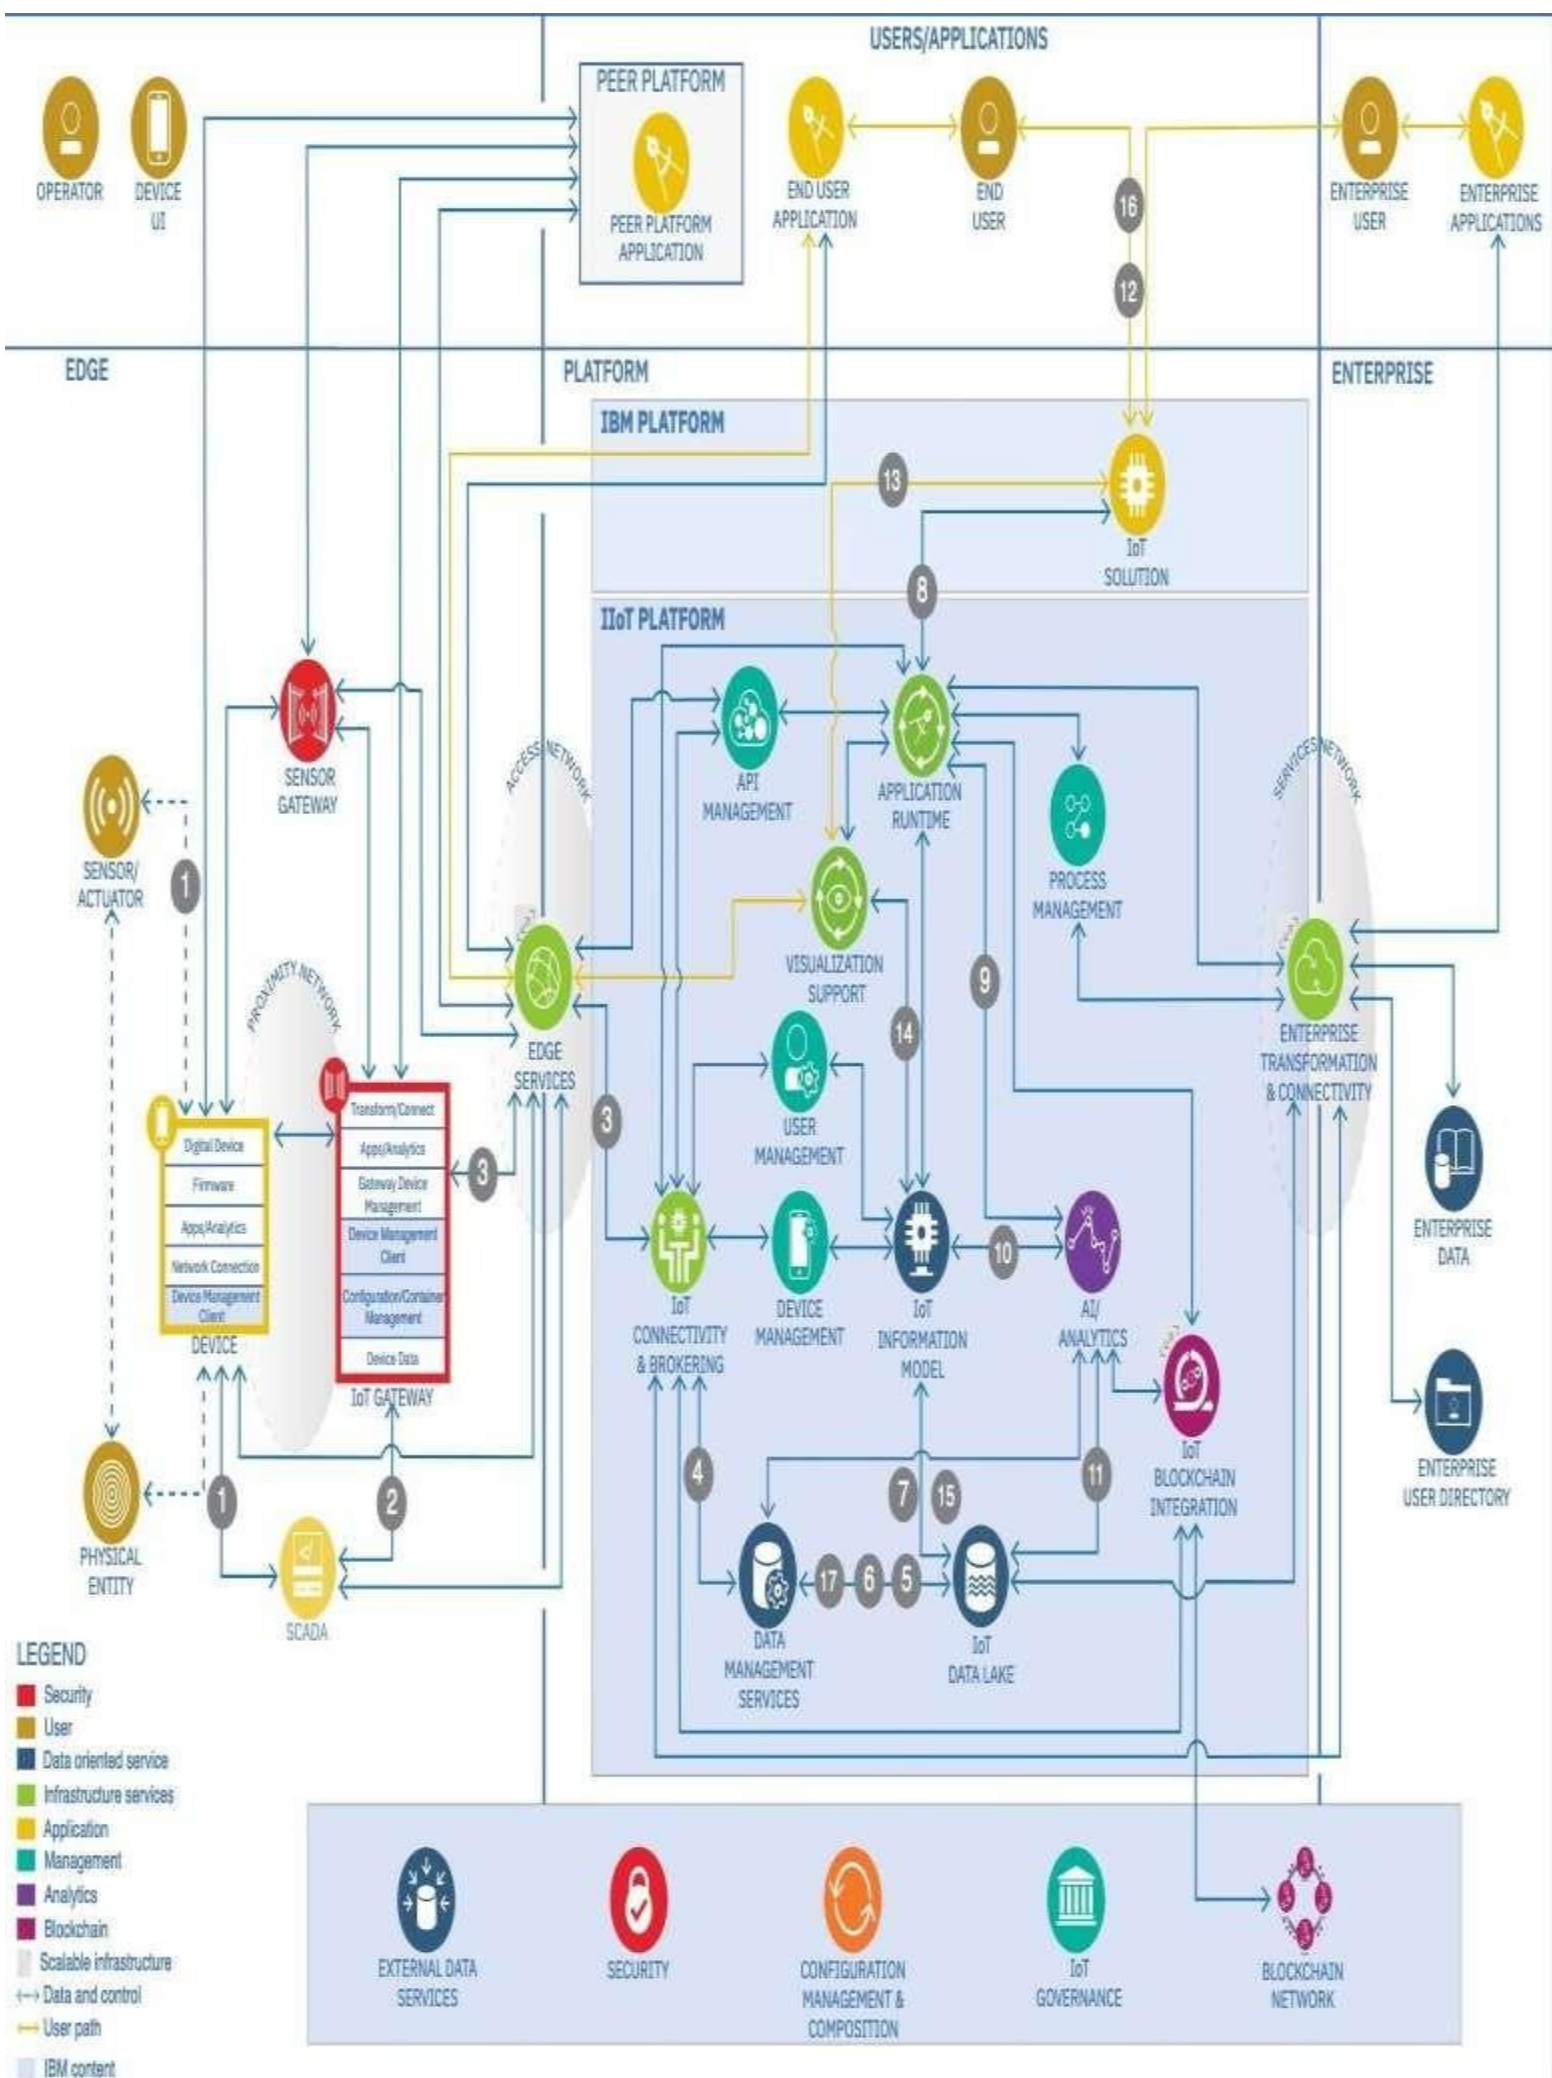 USERS/APPLICATIONS
PEER PLATFORM
PEER PLATFORM
APPLICATION
OPERATOR
DEVICE
UI
END USER
APPLICATION
END
USER
ENTERPRISE
USER
ENTERPRISE
APPLICATIONS
16
12
EDGE
PLATFORM
ENTERPRISE
IBM PLATFORM
13
IoT
SOLUTION
8
IIoT PLATFORM
SENSOR
GATEWAY
ACCESS NETWORK
API
MANAGEMENT
APPLICATION
RUNTIME
SERVICES NETWORK
SENSOR/
ACTUATOR
1
PROCESS
MANAGEMENT
VISUALIZATION
SUPPORT
9
14
PROXIMITY NETWORK
EDGE
SERVICES
ENTERPRISE
TRANSFORMATION
& CONNECTIVITY
3
3
USER
MANAGEMENT
Digital Device
Firmware
Apps/Analytics
Network Connection
Device Management
Client
DEVICE
Transform/Connect
Apps/Analytics
Gateway Device
Management
Device Management
Client
Configuration/Container
Management
Device Data
IoT GATEWAY
10
ENTERPRISE
DATA
IoT
CONNECTIVITY
& BROKERING
DEVICE
MANAGEMENT
IoT
INFORMATION
MODEL
AI/
ANALYTICS
4
7
15
11
IoT
BLOCKCHAIN
INTEGRATION
ENTERPRISE
USER DIRECTORY
1
2
PHYSICAL
ENTITY
SCADA
17
6
5
DATA
MANAGEMENT
SERVICES
IoT
DATA LAKE
LEGEND
Security
User
Data oriented service
Infrastructure services
Application
Management
Analytics
Blockchain
Scalable infrastructure
Data and control
User path
IBM content
EXTERNAL DATA
SERVICES
SECURITY
CONFIGURATION
MANAGEMENT &
COMPOSITION
IoT
GOVERNANCE
BLOCKCHAIN
NETWORK